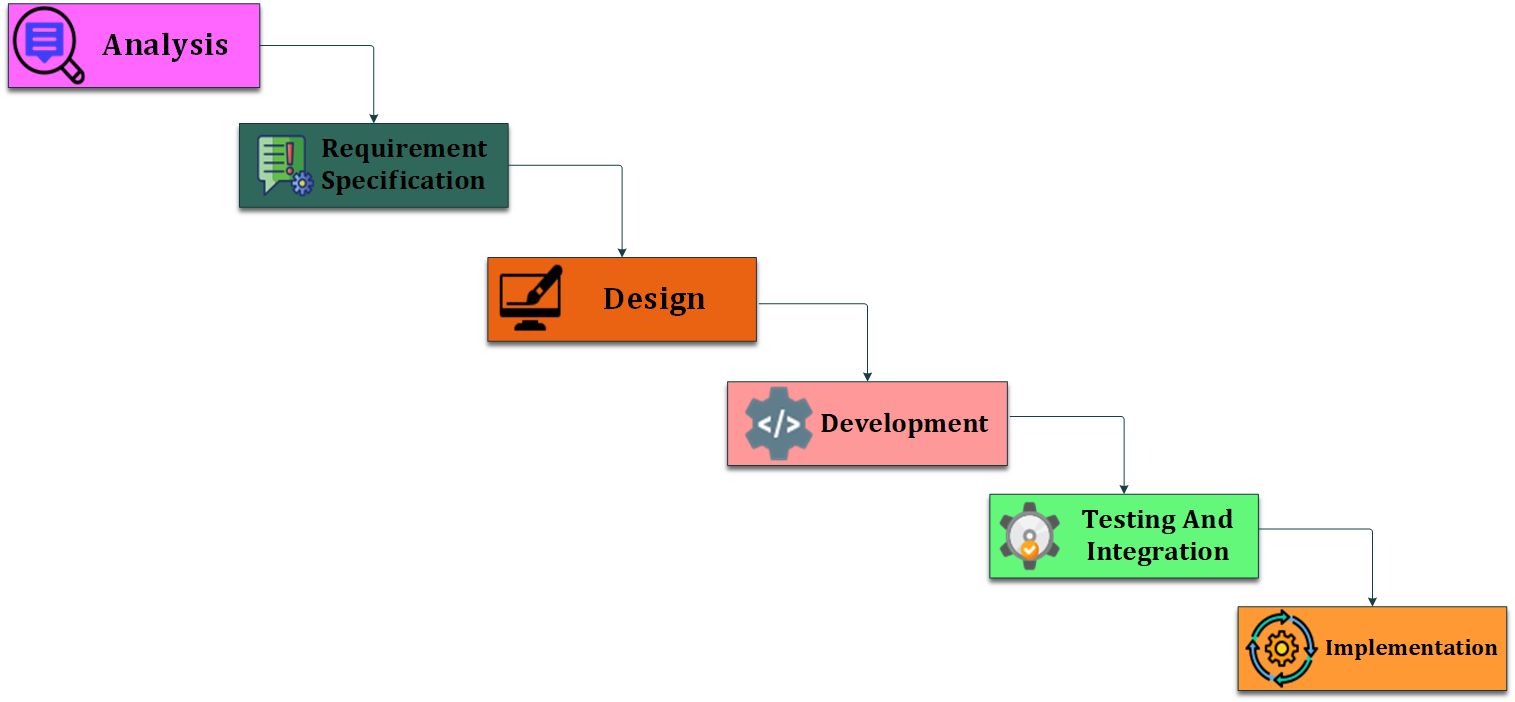 Analysis
Requirement
Specification
Design
</> Development
Testing And
Integration
Implementation